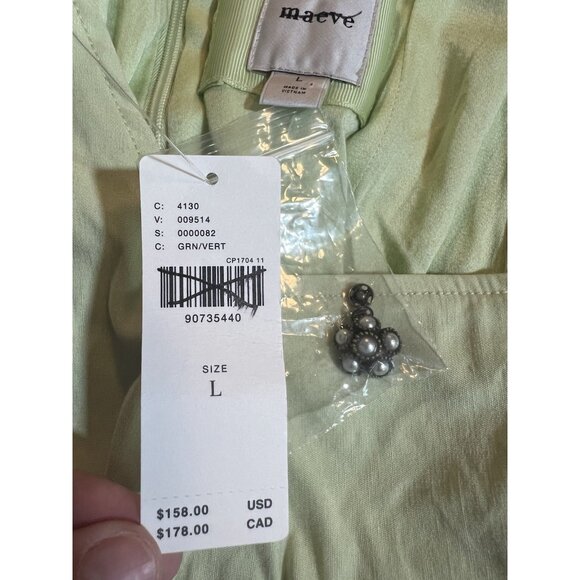 maeve
L
MADE IN
VIETNAM
C: 4130
V: 009514
S: 0000082
C: GRN/VERT
CP1704 11
90735440
SIZE
L
$158.00 USD
$178.00 CAD